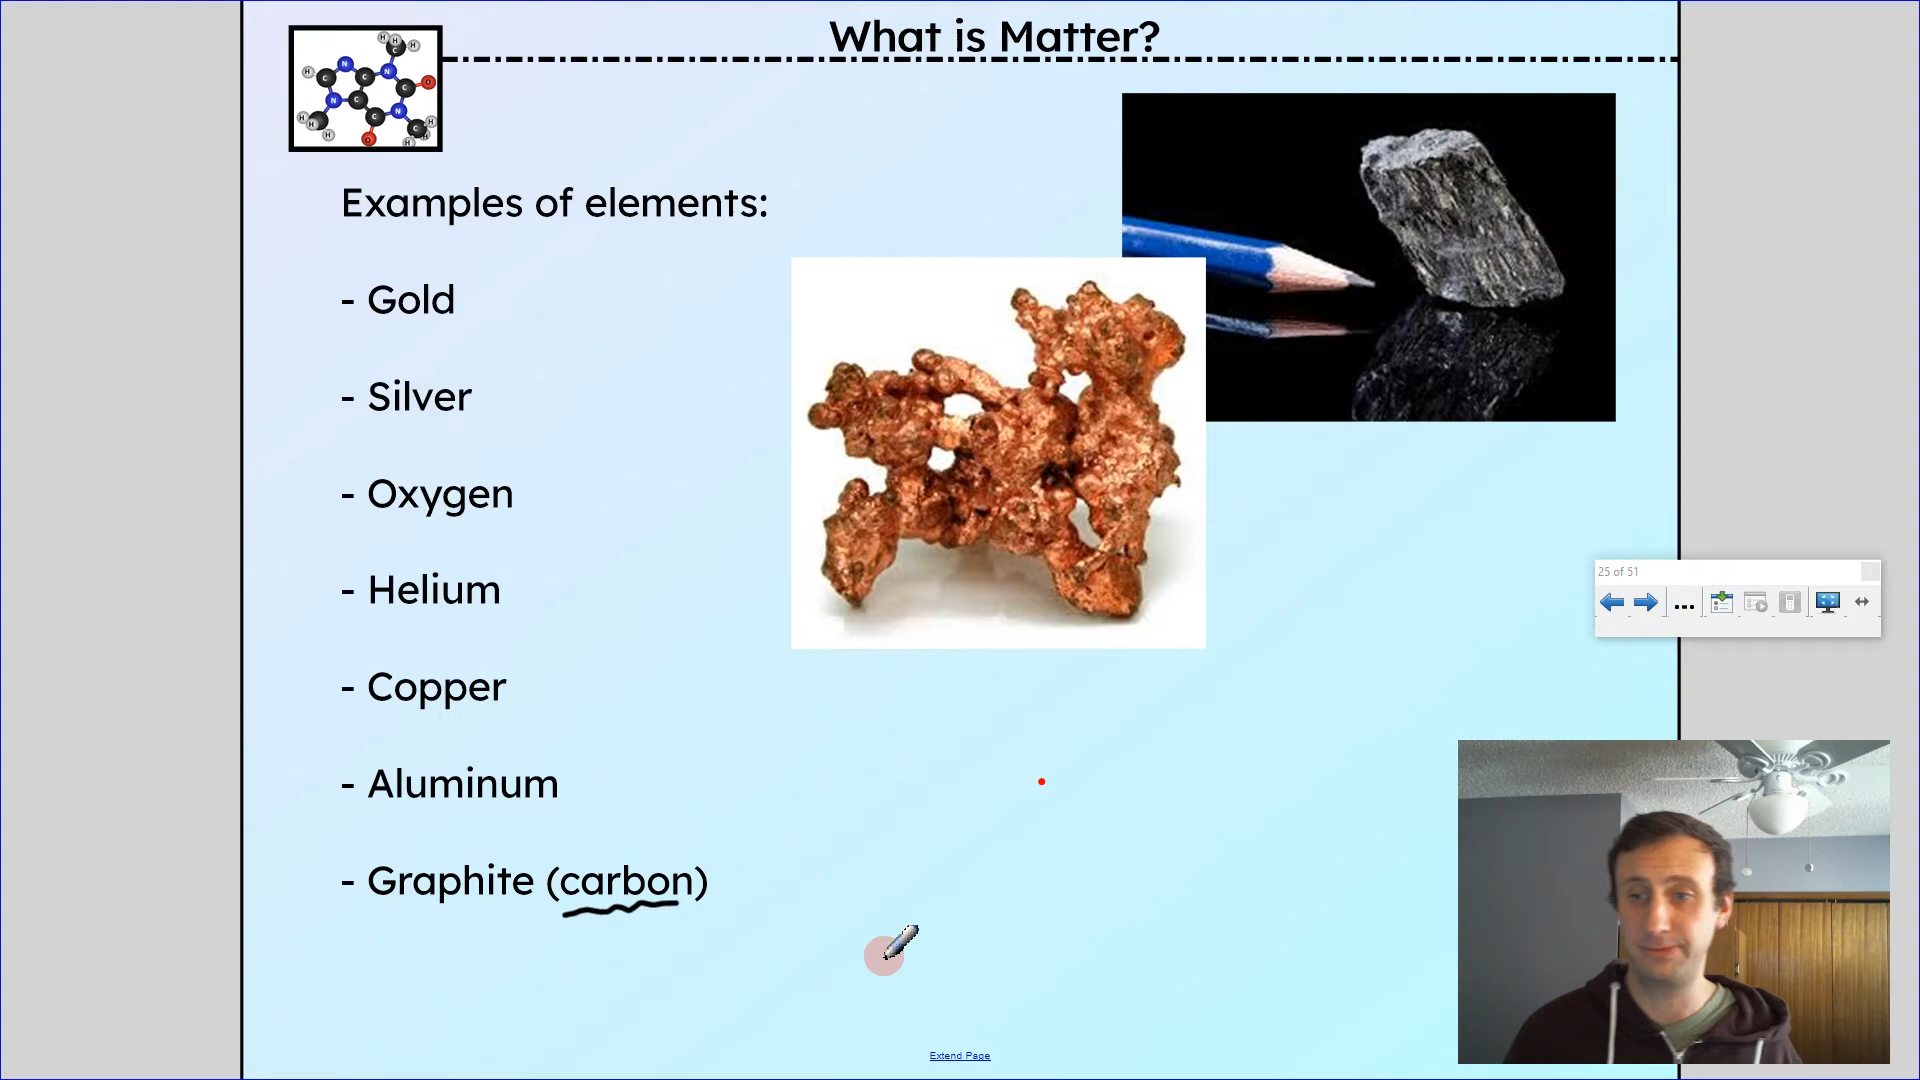 What is Matter?
Examples of elements:
- Gold
- Silver
- Oxygen
- Helium
- Copper
- Aluminum
- Graphite (carbon)
25 of 51
Extend Page